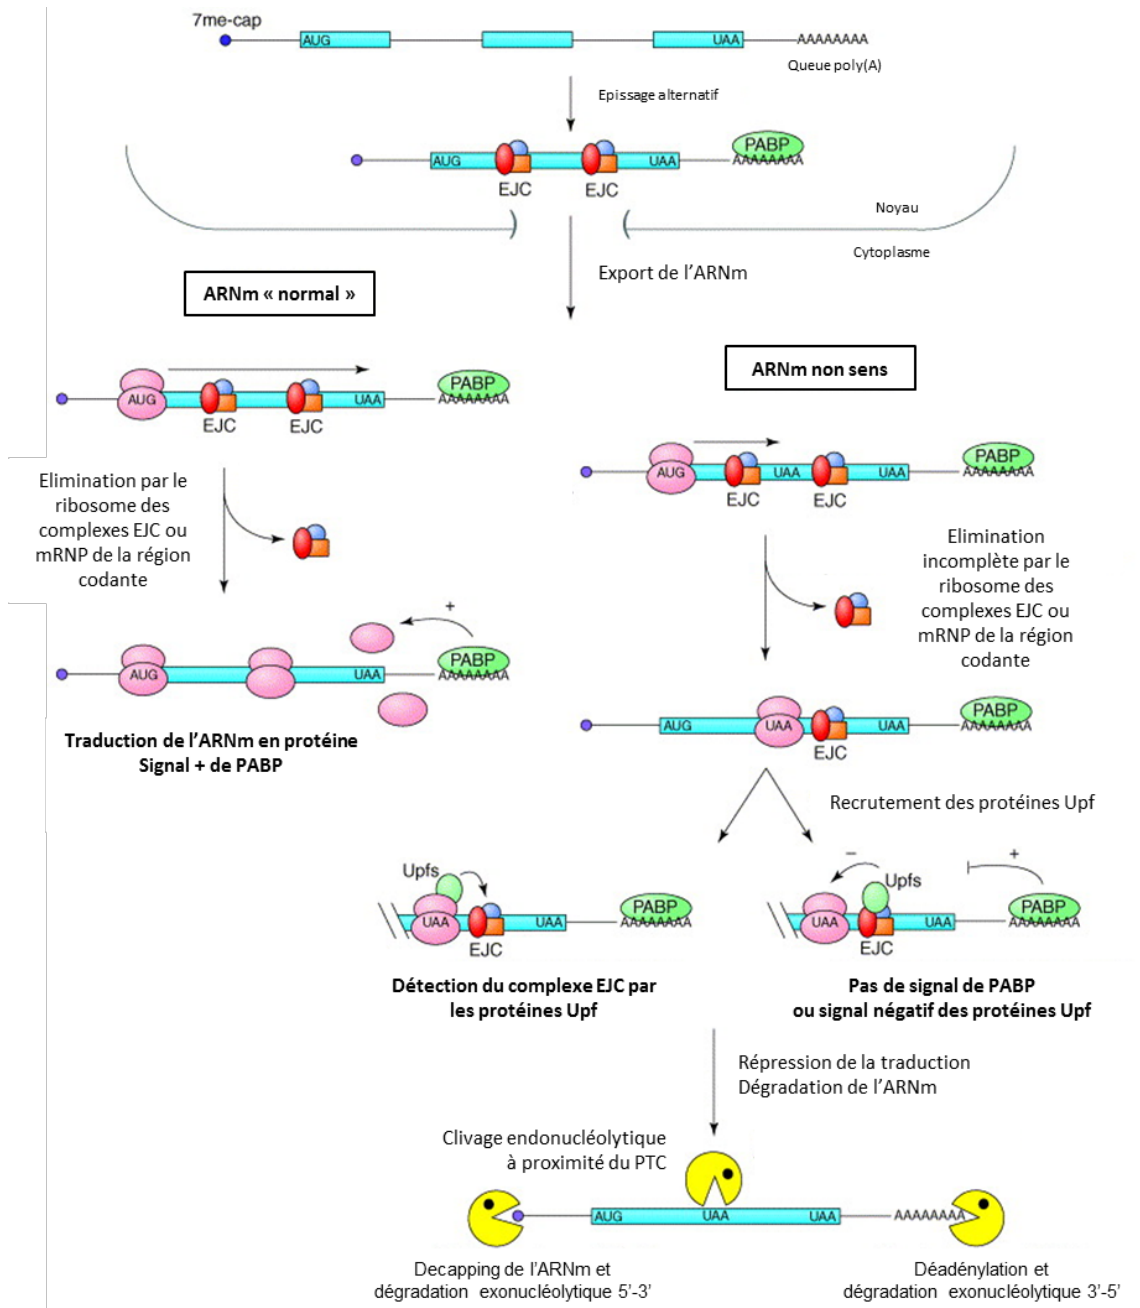 7me-cap
AUG
UAA
AAAAAAAA
Queue poly(A)
Epissage alternatif
PABP
AUG
UAA
AAAAAAAA
EJC
EJC
Noyau
Cytoplasme
Export de l'ARNm
ARNm « normal »
ARNm non sens
PABP
AUG
UAA
AAAAAAAA
EJC
EJC
PABP
AUG
UAA
UAA
AAAAAAAA
EJC
EJC
Elimination par le
ribosome des
complexes EJC ou
mRNP de la région
codante
Elimination
incomplète par le
ribosome des
complexes EJC ou
mRNP de la région
codante
+
PABP
AUG
UAA
AAAAAAAA
Traduction de l'ARNm en protéine
Signal + de PABP
PABP
AUG
UAA
UAA
AAAAAAAA
EJC
Recrutement des protéines Upf
Upfs
PABP
UAA
UAA
AAAAAAAA
EJC
–
+
Upfs
PABP
UAA
UAA
AAAAAAAA
EJC
Détection du complexe EJC par
les protéines Upf
Pas de signal de PABP
ou signal négatif des protéines Upf
Répression de la traduction
Dégradation de l'ARNm
Clivage endonucléolytique
à proximité du PTC
AUG
UAA
UAA
AAAAAAAA
Decapping de l'ARNm et
dégradation exonucléolytique 5'-3'
Déadénylation et
dégradation exonucléolytique 3'-5'